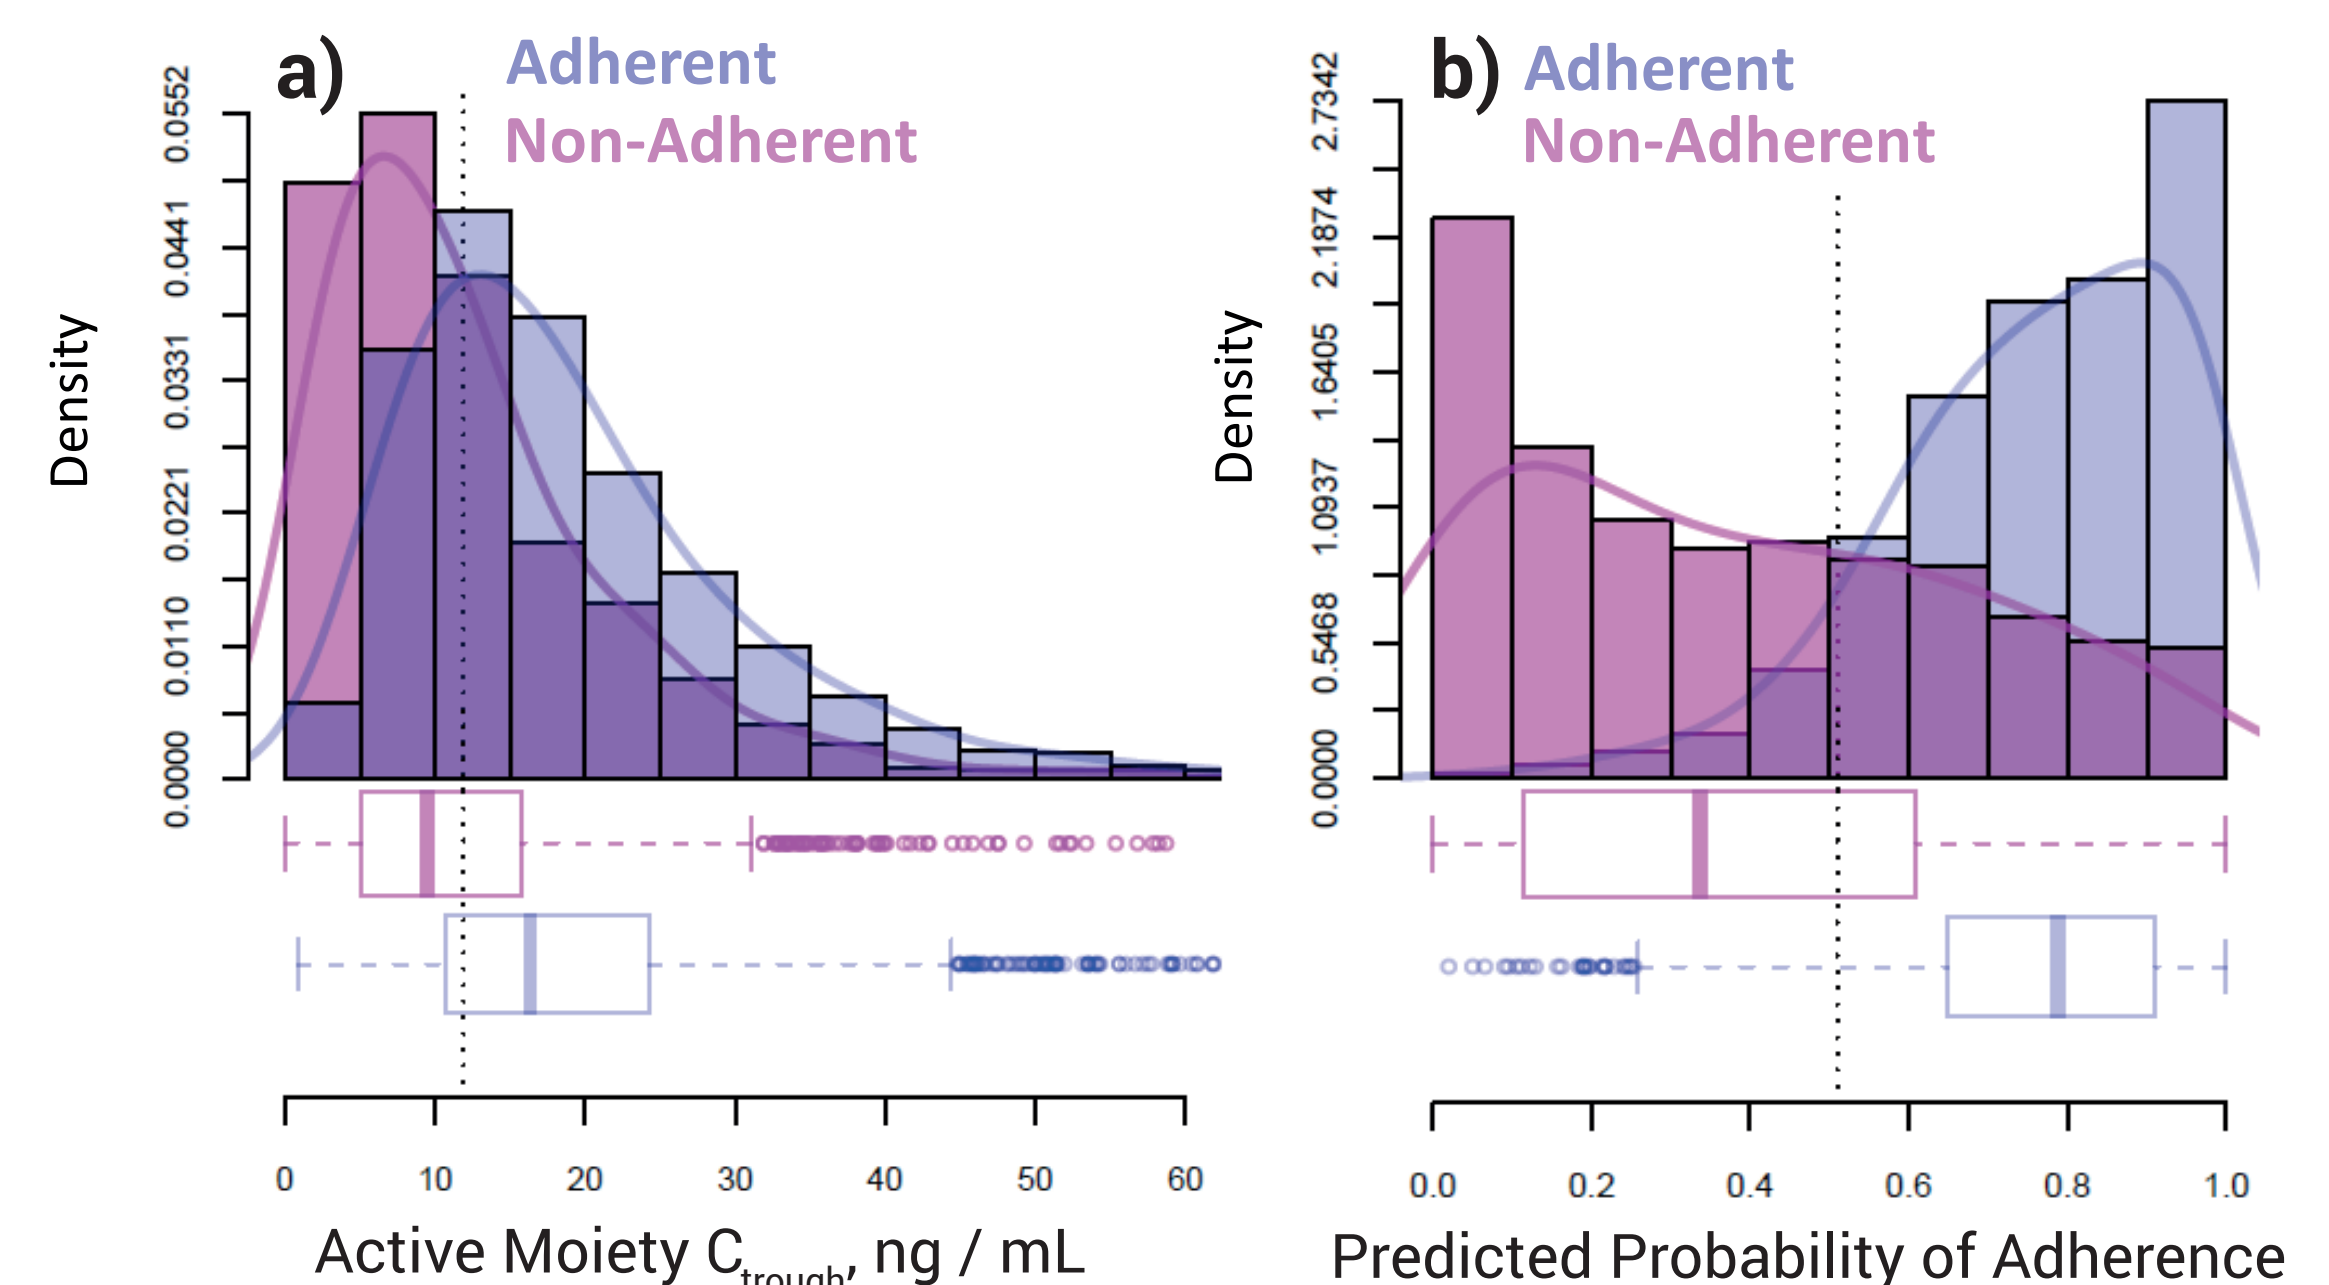 a)
Adherent
Non-Adherent
Density
0.0000 0.0110 0.0221 0.0331 0.0441 0.0552
0 10 20 30 40 50 60
Active Moiety Ctrough, ng / mL
b)
Adherent
Non-Adherent
Density
0.0000 0.5468 1.0937 1.6405 2.1874 2.7342
0.0 0.2 0.4 0.6 0.8 1.0
Predicted Probability of Adherence